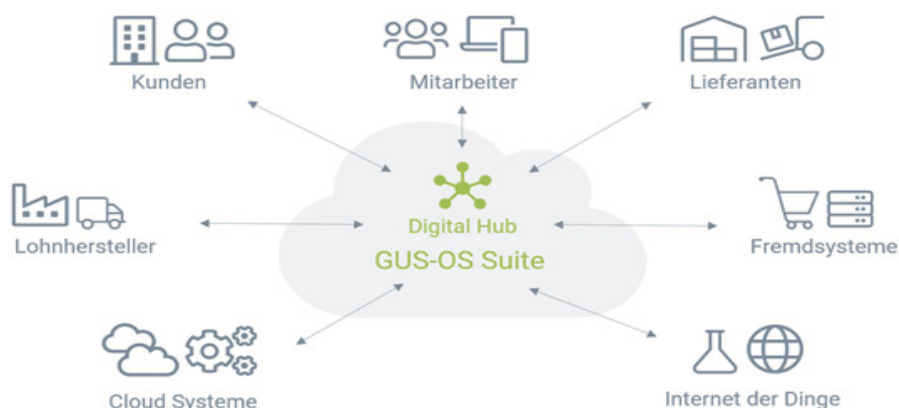 Kunden
Mitarbeiter
Lieferanten
Lohnhersteller
Digital Hub
GUS-OS Suite
Fremdsysteme
Cloud Systeme
Internet der Dinge